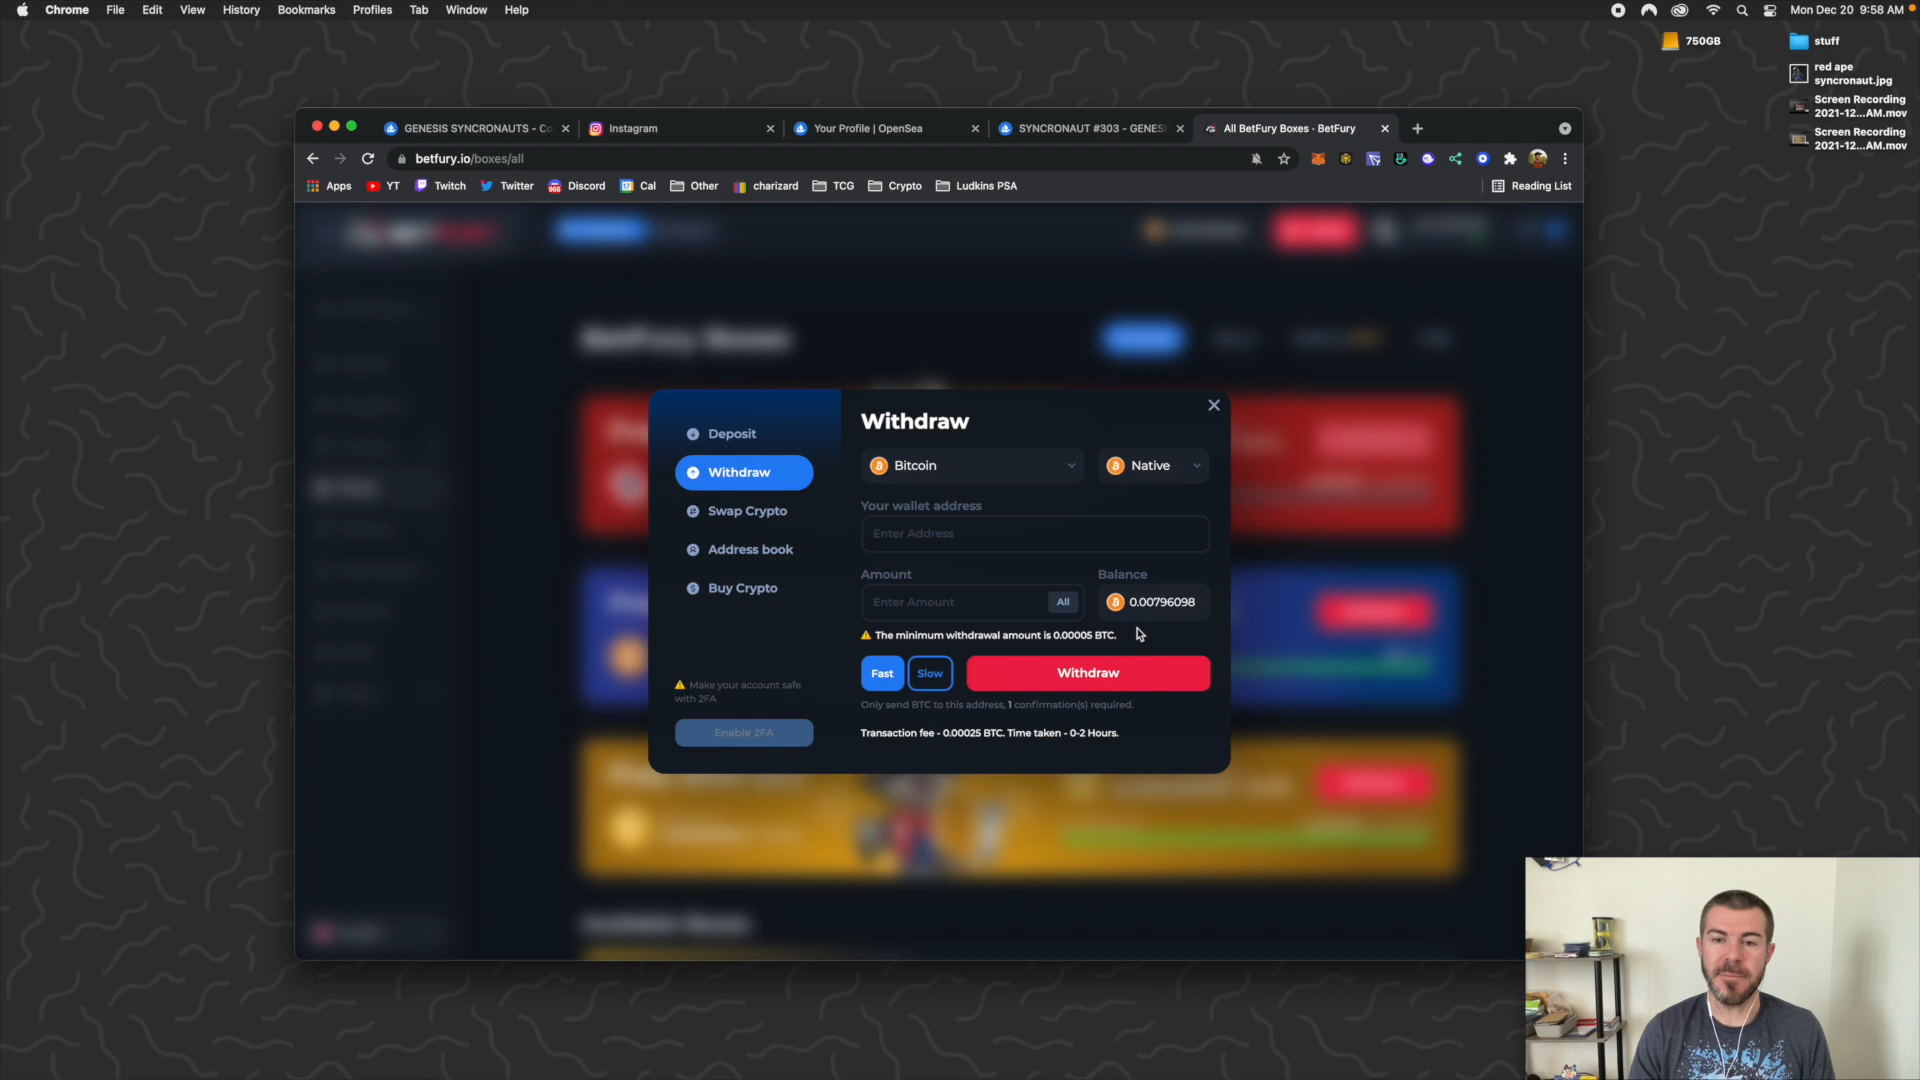 Chrome File Edit View History Bookmarks Profiles Tab Window Help
Mon Dec 20 9:58 AM
750GB
stuff
red ape
syncronaut.jpg
Screen Recording
2021-12...AM.mov
Screen Recording
2021-12...AM.mov
GENESIS SYNCRONAUTS - Co
Instagram
Your Profile | OpenSea
SYNCRONAUT #303 - GENES
All BetFury Boxes · BetFury
betfury.io/boxes/all
Apps YT Twitch Twitter Discord Cal Other charizard TCG Crypto Ludkins PSA Reading List
BetFury Boxes
Deposit
Withdraw
Swap Crypto
Address book
Buy Crypto
Make your account safe
with 2FA
Enable 2FA
Withdraw
Bitcoin
Native
Your wallet address
Enter Address
Amount
Balance
Enter Amount
All
0.00796098
The minimum withdrawal amount is 0.00005 BTC.
Fast
Slow
Withdraw
Only send BTC to this address, 1 confirmation(s) required.
Transaction fee - 0.00025 BTC. Time taken - 0-2 Hours.